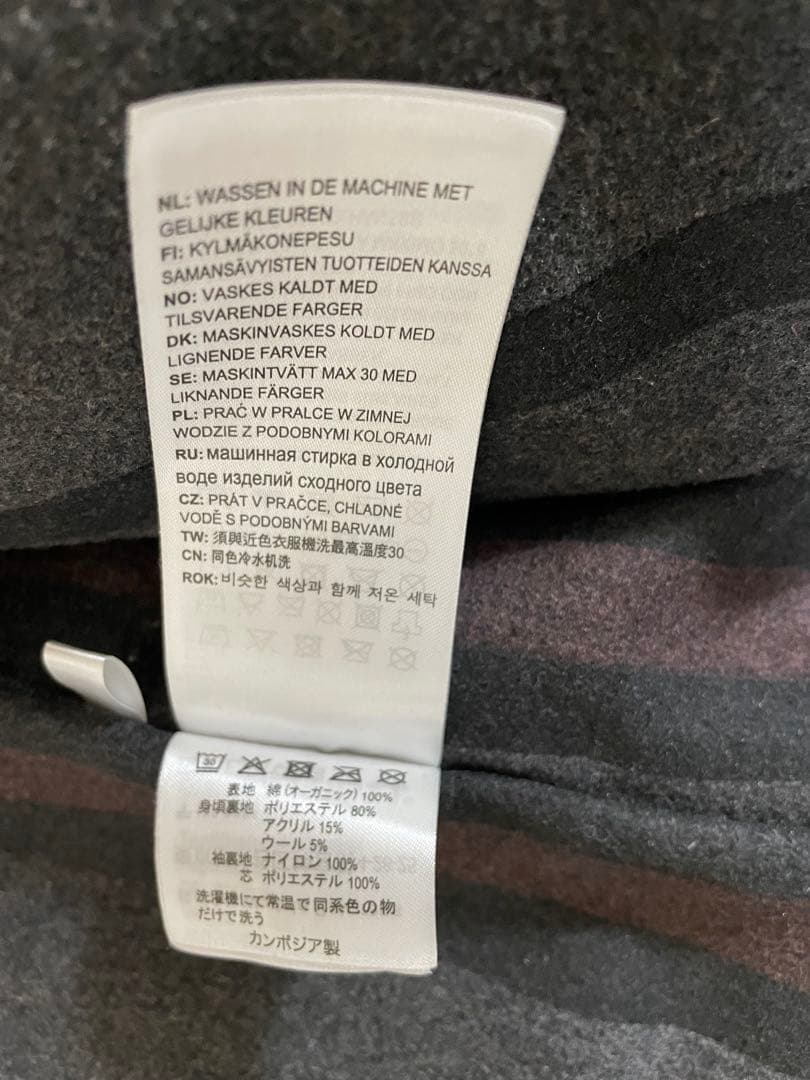 NL: WASSEN IN DE MACHINE MET
GELIJKE KLEUREN
FI: KYLMÄKONEPESU
SAMANSÄVYISTEN TUOTTEIDEN KANSSA
NO: VASKES KALDT MED
TILSVARENDE FARGER
DK: MASKINVASKES KOLDT MED
LIGNENDE FARVER
SE: MASKINTVÄTT MAX 30 MED
LIKNANDE FÄRGER
PL: PRAĆ W PRALCE W ZIMNEJ
WODZIE Z PODOBNYMI KOLORAMI
RU: машинная стирка в холодной
воде изделий сходного цвета
CZ: PRÁT V PRAČCE, CHLADNÉ
VODĚ S PODOBNÝMI BARVAMI
TW: 須與近色衣服機洗最高溫度30
CN: 同色冷水机洗
ROK: 비슷한 색상과 함께 저온 세탁
30
表地 綿 (オーガニック) 100%
身頃裏地 ポリエステル 80%
アクリル 15%
ウール 5%
袖裏地 ナイロン 100%
芯 ポリエステル 100%
洗濯機にて常温で同系色の物
だけで洗う
カンボジア製